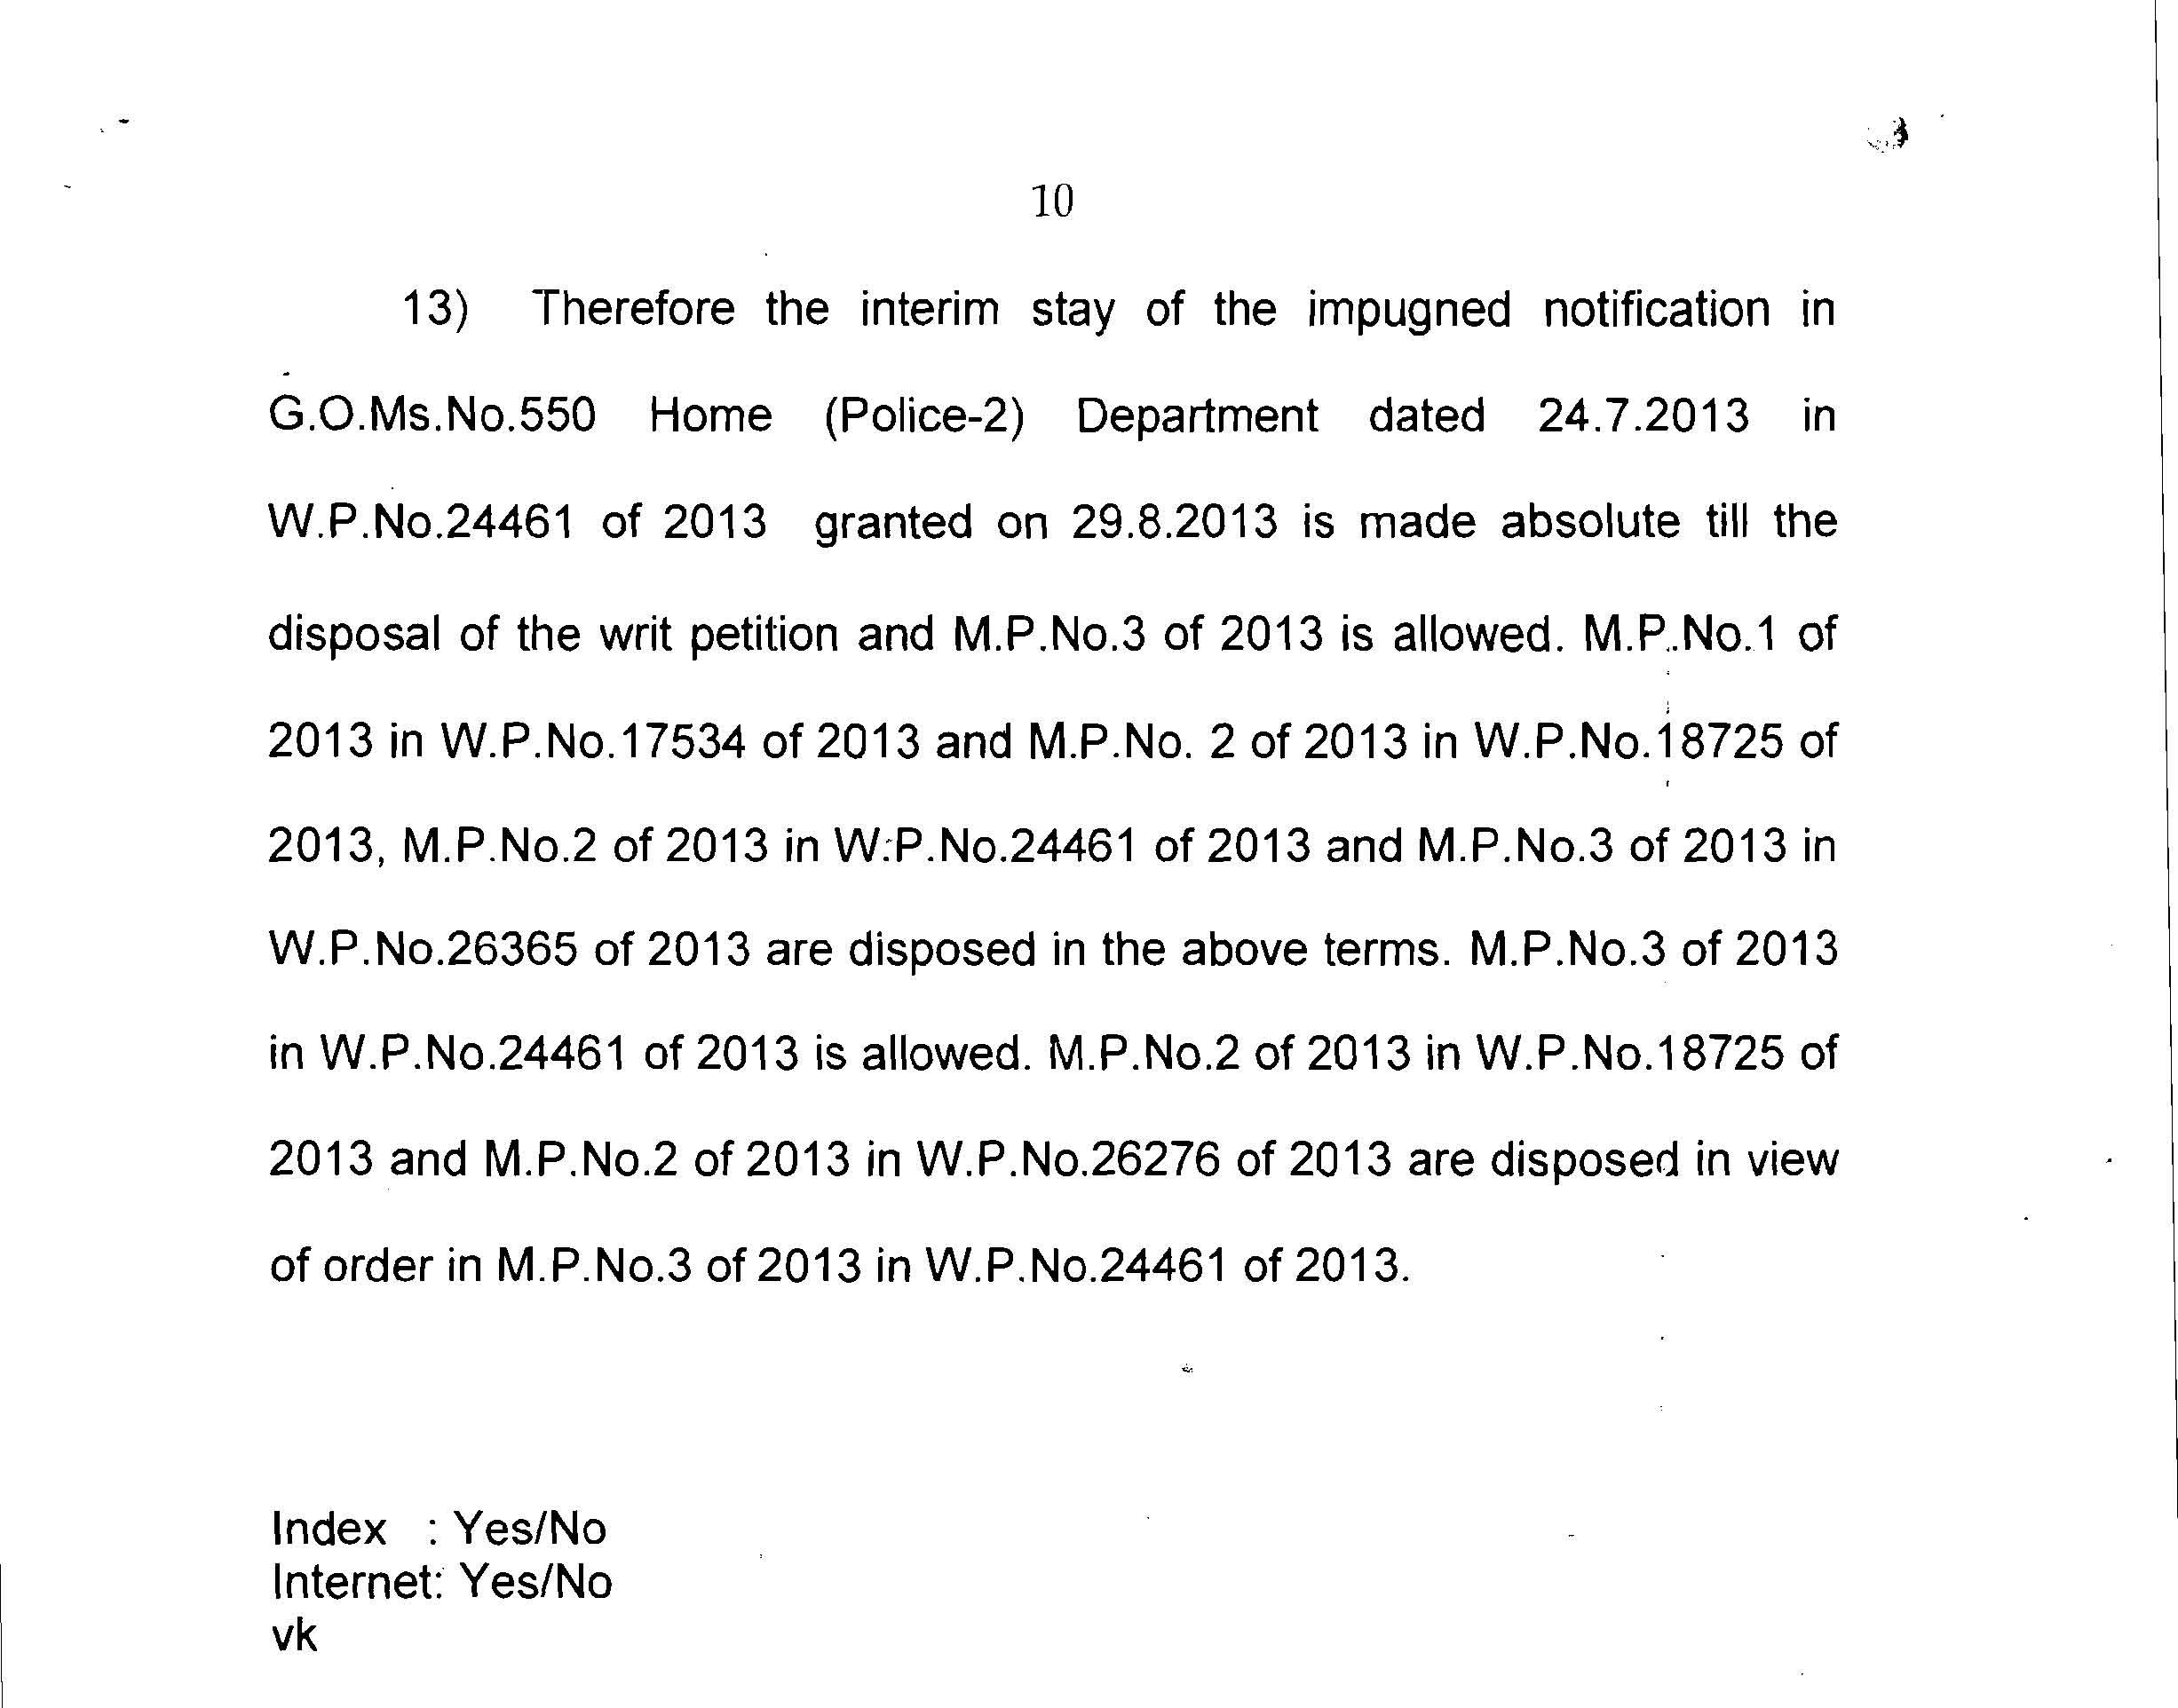 10
13) Therefore the interim stay of the impugned notification in
G.O.Ms.No.550 Home (Police-2) Department dated 24.7.2013 in
W.P.No.24461 of 2013 granted on 29.8.2013 is made absolute till the
disposal of the writ petition and M.P.No.3 of 2013 is allowed. M.P.No.1 of
2013 in W.P.No.17534 of 2013 and M.P.No. 2 of 2013 in W.P.No.18725 of
2013, M.P.No.2 of 2013 in W.P.No.24461 of 2013 and M.P.No.3 of 2013 in
W.P.No.26365 of 2013 are disposed in the above terms. M.P.No.3 of 2013
in W.P.No.24461 of 2013 is allowed. M.P.No.2 of 2013 in W.P.No.18725 of
2013 and M.P.No.2 of 2013 in W.P.No.26276 of 2013 are disposed in view
of order in M.P.No.3 of 2013 in W.P.No.24461 of 2013.
Index : Yes/No
Internet: Yes/No
vk